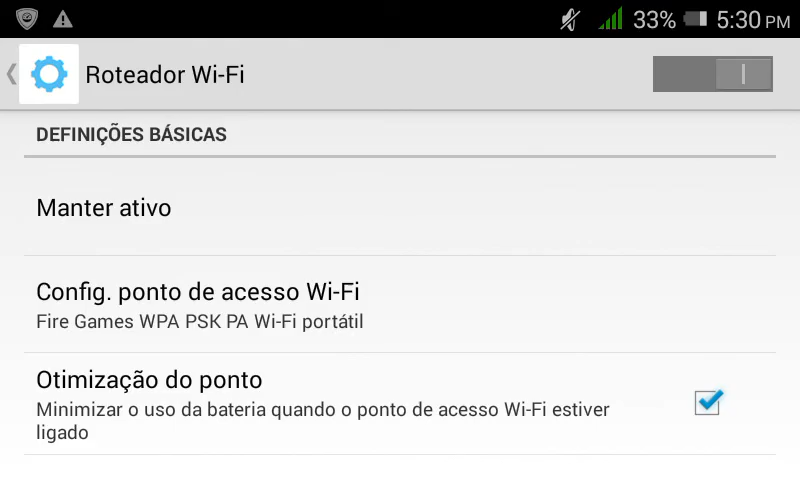 33% 5:30 PM
Roteador Wi-Fi
DEFINIÇÕES BÁSICAS
Manter ativo
Config. ponto de acesso Wi-Fi
Fire Games WPA PSK PA Wi-Fi portátil
Otimização do ponto
Minimizar o uso da bateria quando o ponto de acesso Wi-Fi estiver
ligado